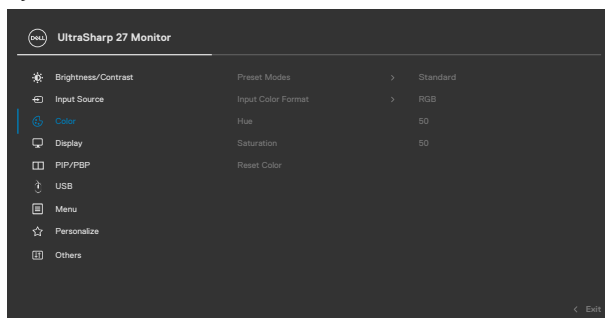 DELL UltraSharp 27 Monitor
Brightness/Contrast Preset Modes > Standard
Input Source Input Color Format > RGB
Color Hue 50
Display Saturation 50
PIP/PBP Reset Color
USB
Menu
Personalize
Others
< Exit